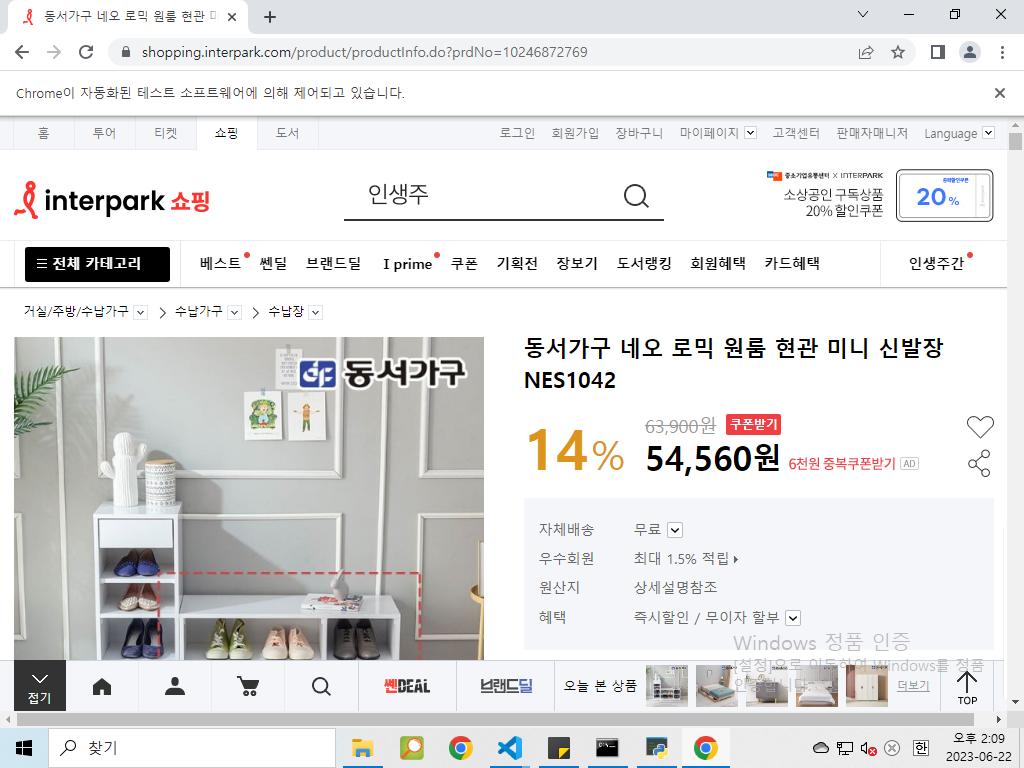 동서가구 네오 로믹 원룸 현관 미
shopping.interpark.com/product/productInfo.do?prdNo=10246872769
Chrome이 자동화된 테스트 소프트웨어에 의해 제어되고 있습니다.
홈 투어 티켓 쇼핑 도서 로그인 회원가입 장바구니 마이페이지 고객센터 판매자매니저 Language
interpark 쇼핑
인생주
중소기업유통센터 X INTERPARK
소상공인 구독상품
20% 할인쿠폰
20%
전체 카테고리 베스트 쎈딜 브랜드딜 I prime 쿠폰 기획전 장보기 도서랭킹 회원혜택 카드혜택 인생주간
거실/주방/수납가구 수납가구 수납장
동서가구
동서가구 네오 로믹 원룸 현관 미니 신발장
NES1042
14%
63,900원 쿠폰받기
54,560원 6천원 중복쿠폰받기 AD
자체배송 무료
우수회원 최대 1.5% 적립
원산지 상세설명참조
혜택 즉시할인 / 무이자 할부
Windows 정품 인증
[설정]으로 이동하여 Windows를 정품
인증합니다.
접기
쎈DEAL
브랜드딜
오늘 본 상품
더보기
TOP
찾기
한
오후 2:09
2023-06-22